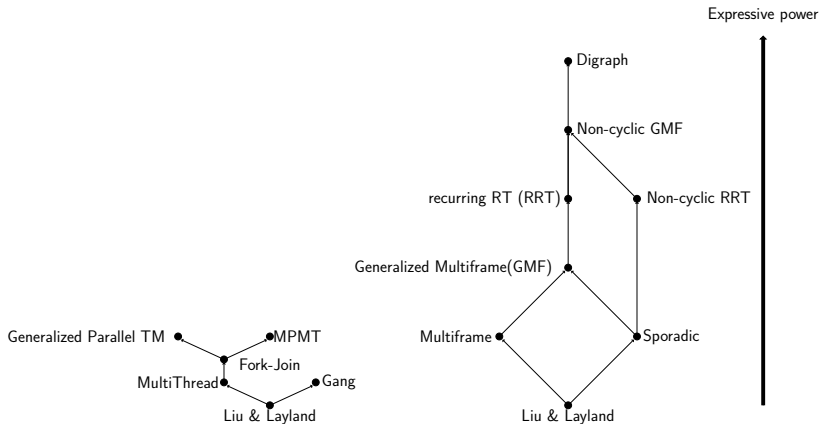 Expressive power
Digraph
Non-cyclic GMF
recurring RT (RRT)
Non-cyclic RRT
Generalized Multiframe(GMF)
Generalized Parallel TM
MPMT
Multiframe
Sporadic
Fork-Join
MultiThread
Gang
Liu & Layland
Liu & Layland